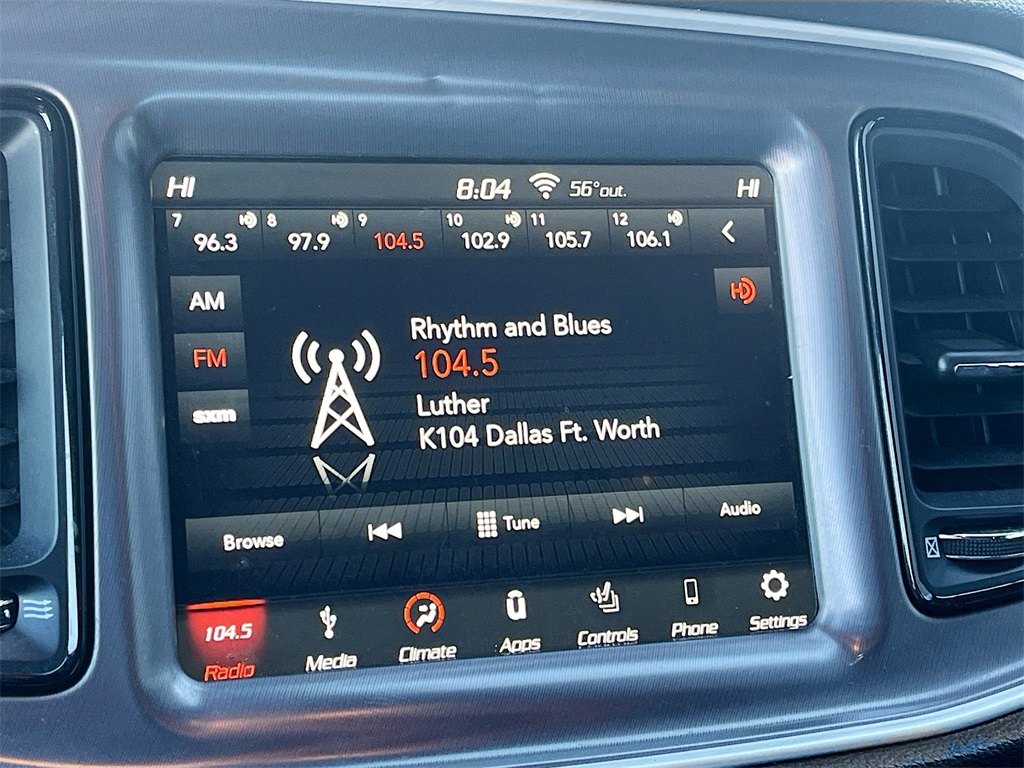 HI 8:04 56°out. HI
7 8 9 10 11 12
96.3 97.9 104.5 102.9 105.7 106.1
AM
HD
Rhythm and Blues
FM
104.5
Luther
sxm
K104 Dallas Ft. Worth
Browse Tune Audio
104.5
Radio Media Climate Apps Controls Phone Settings